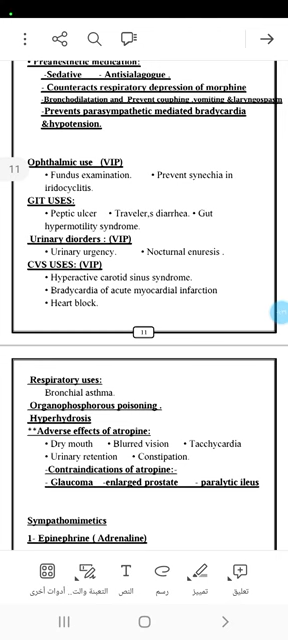 • Preanesthetic medication:
-Sedative - Antisialagogue .
- Counteracts respiratory depression of morphine
-Bronchodilatation and Prevent couphing ,vomiting &laryngospasm
-Prevents parasympathetic mediated bradycardia
&hypotension.
11
Ophthalmic use (VIP)
• Fundus examination. • Prevent synechia in
iridocyclitis.
GIT USES:
• Peptic ulcer • Traveler,s diarrhea. • Gut
hypermotility syndrome.
Urinary diorders : (VIP)
• Urinary urgency. • Nocturnal enuresis .
CVS USES: (VIP)
• Hyperactive carotid sinus syndrome.
• Bradycardia of acute myocardial infarction
• Heart block.
11
Respiratory uses:
Bronchial asthma.
Organophosphorous poisoning .
Hyperhydrosis
**Adverse effects of atropine:
• Dry mouth • Blurred vision • Tacchycardia
• Urinary retention • Constipation.
-Contraindications of atropine:-
- Glaucoma -enlarged prostate - paralytic ileus
Sympathomimetics
1- Epinephrine ( Adrenaline)
تعليق تمييز رسم النص التعبئة والت... أدوات أخرى